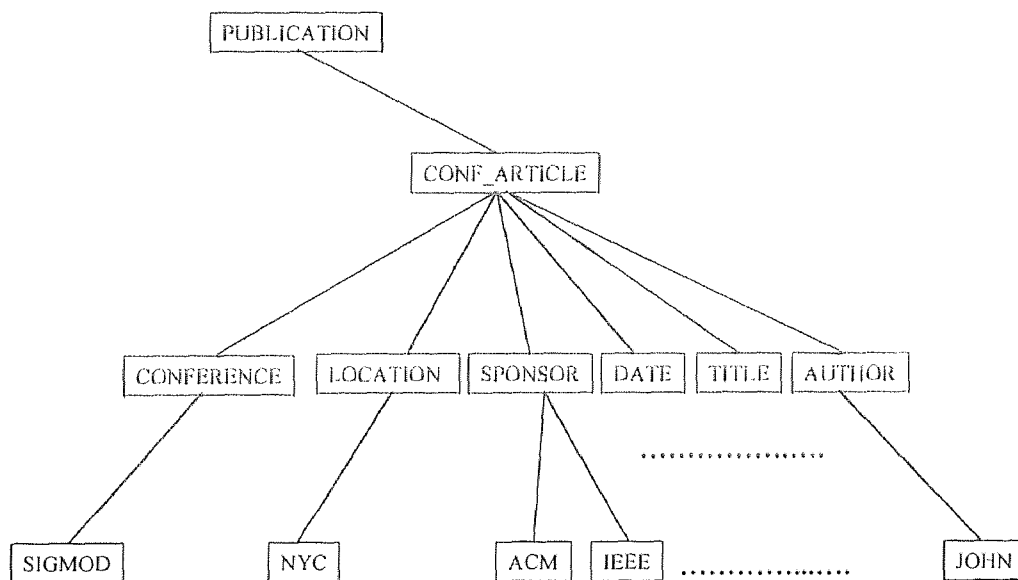 PUBLICATION
CONF_ARTICLE
CONFERENCE LOCATION SPONSOR DATE TITLE AUTHOR
....................
SIGMOD NYC ACM IEEE .................. JOHN